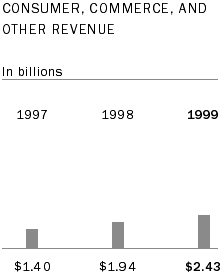 CONSUMER, COMMERCE, AND
OTHER REVENUE
In billions
1997 1998 1999
$1.40 $1.94 $2.43